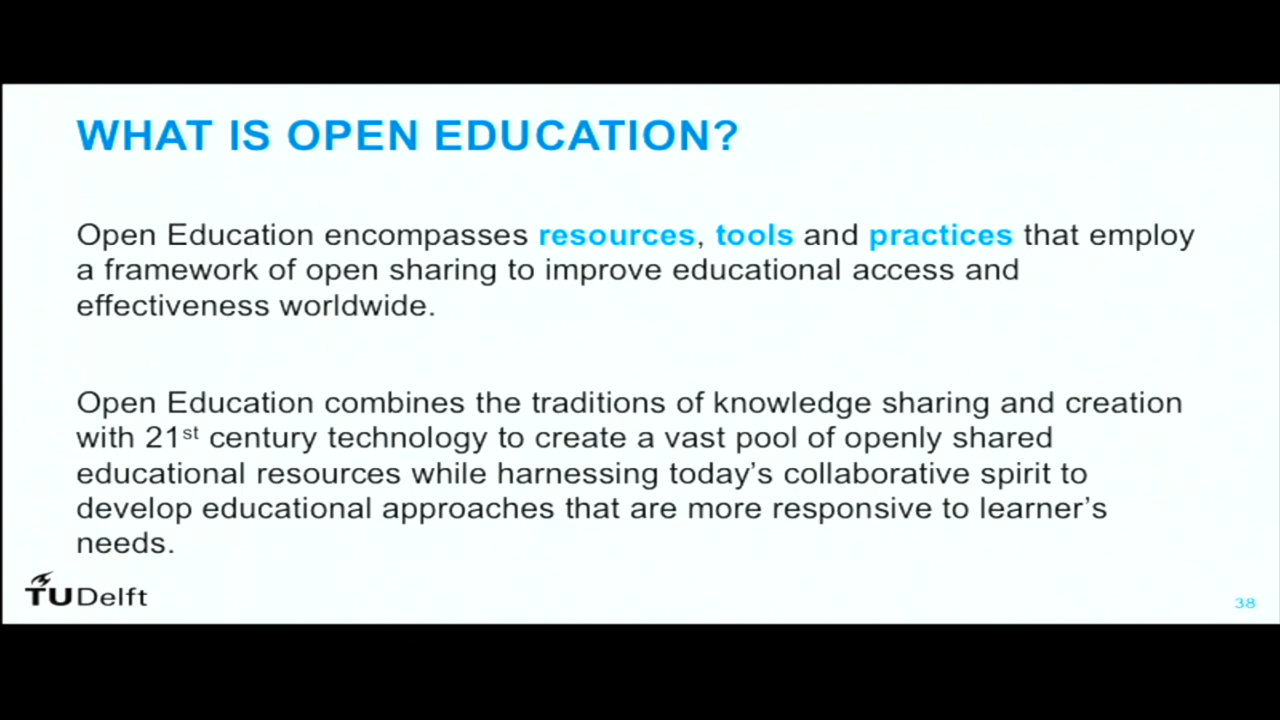 WHAT IS OPEN EDUCATION?
Open Education encompasses resources, tools and practices that employ
a framework of open sharing to improve educational access and
effectiveness worldwide.
Open Education combines the traditions of knowledge sharing and creation
with 21st century technology to create a vast pool of openly shared
educational resources while harnessing today's collaborative spirit to
develop educational approaches that are more responsive to learner's
needs.
TUDelft
38